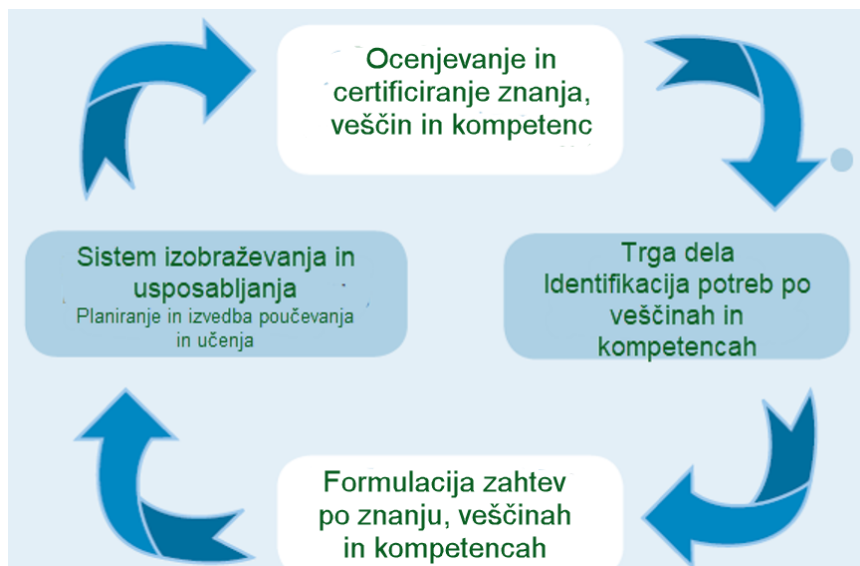 Ocenjevanje in
certificiranje znanja,
veščin in kompetenc
Sistem izobraževanja in
usposabljanja
Planiranje in izvedba poučevanja
in učenja
Trga dela
Identifikacija potreb po
veščinah in
kompetencah
Formulacija zahtev
po znanju, veščinah
in kompetencah